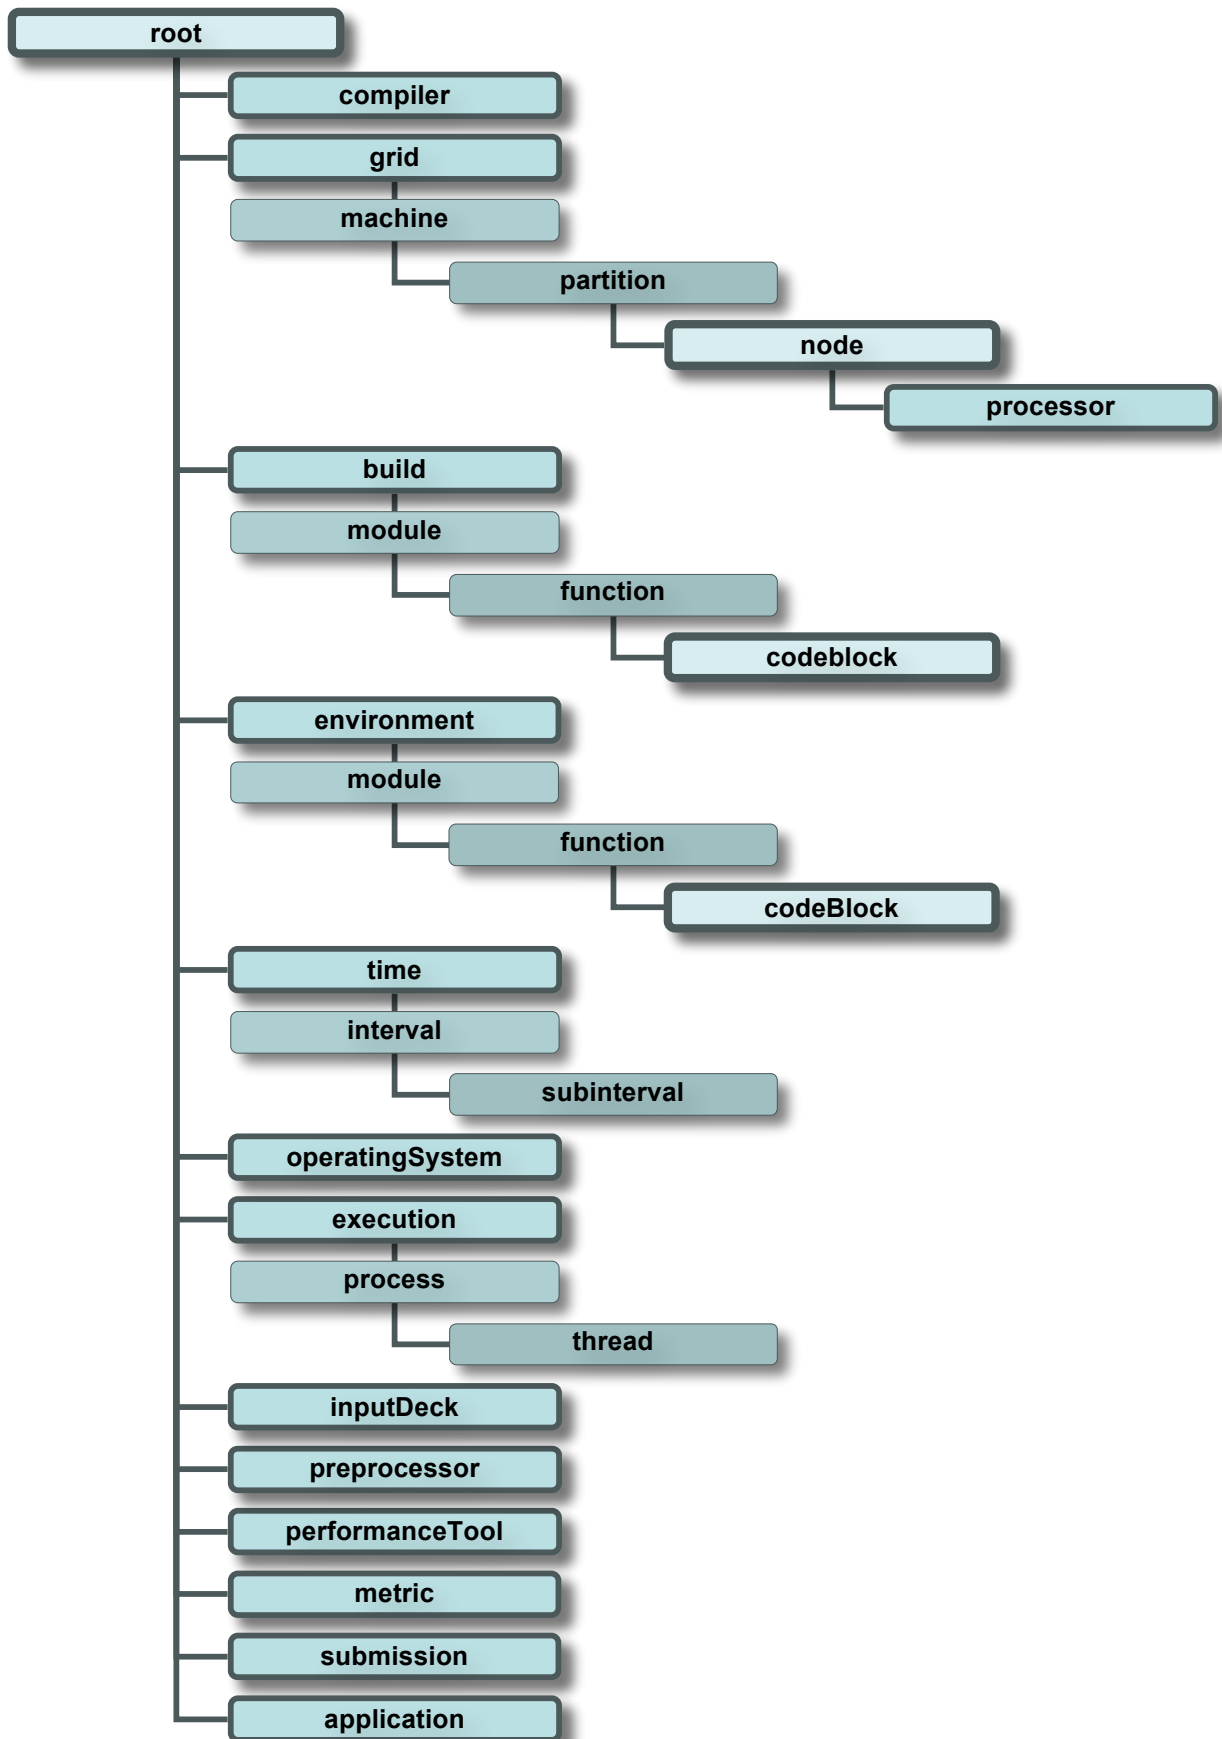 root
compiler
grid
machine
partition
node
processor
build
module
function
codeblock
environment
module
function
codeBlock
time
interval
subinterval
operatingSystem
execution
process
thread
inputDeck
preprocessor
performanceTool
metric
submission
application